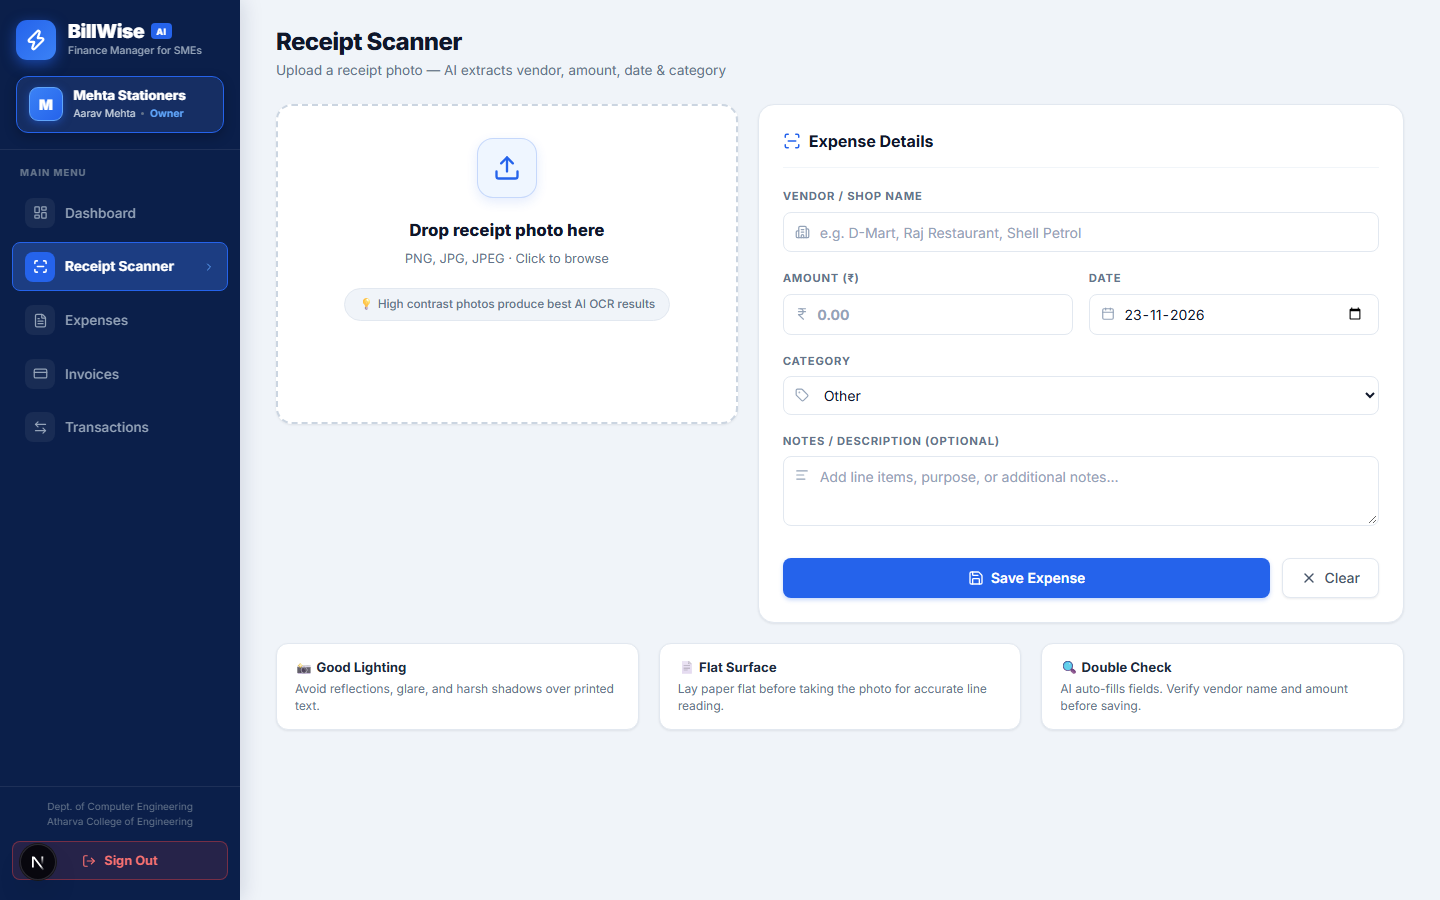 BillWise AI
Finance Manager for SMEs
M
Mehta Stationers
Aarav Mehta · Owner
MAIN MENU
Dashboard
Receipt Scanner
Expenses
Invoices
Transactions
Dept. of Computer Engineering
Atharva College of Engineering
N
Sign Out
Receipt Scanner
Upload a receipt photo — AI extracts vendor, amount, date & category
Drop receipt photo here
PNG, JPG, JPEG · Click to browse
💡 High contrast photos produce best AI OCR results
Expense Details
VENDOR / SHOP NAME
e.g. D-Mart, Raj Restaurant, Shell Petrol
AMOUNT (₹)
₹ 0.00
DATE
23-11-2026
CATEGORY
Other
NOTES / DESCRIPTION (OPTIONAL)
Add line items, purpose, or additional notes...
Save Expense
Clear
📷 Good Lighting
Avoid reflections, glare, and harsh shadows over printed
text.
📄 Flat Surface
Lay paper flat before taking the photo for accurate line
reading.
🔍 Double Check
AI auto-fills fields. Verify vendor name and amount
before saving.